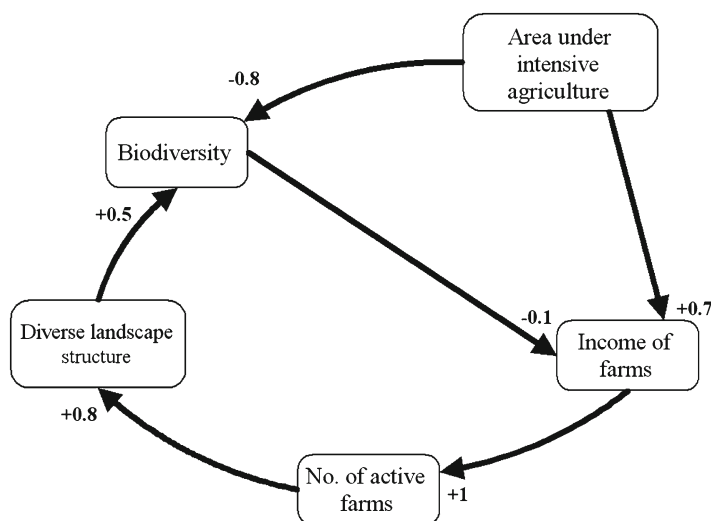 Area under
intensive
agriculture
-0.8
Biodiversity
+0.5
-0.1
+0.7
Diverse landscape
structure
Income of
farms
+0.8
No. of active
farms
+1